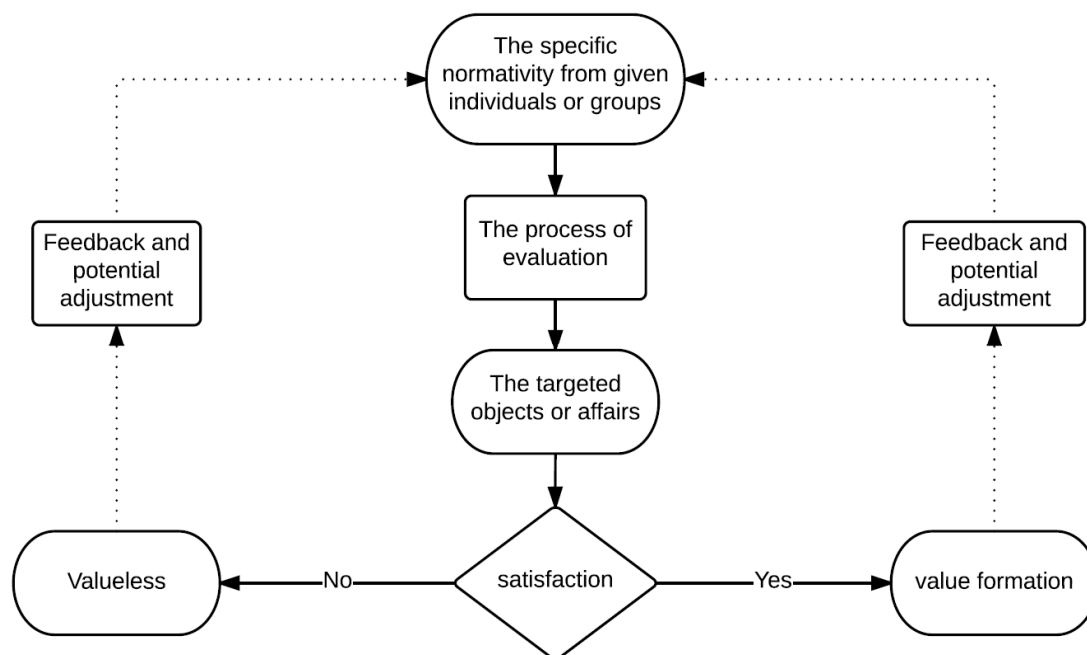 The specific
normativity from given
individuals or groups
The process of
evaluation
Feedback and
potential
adjustment
Feedback and
potential
adjustment
The targeted
objects or affairs
Valueless
No
satisfaction
Yes
value formation